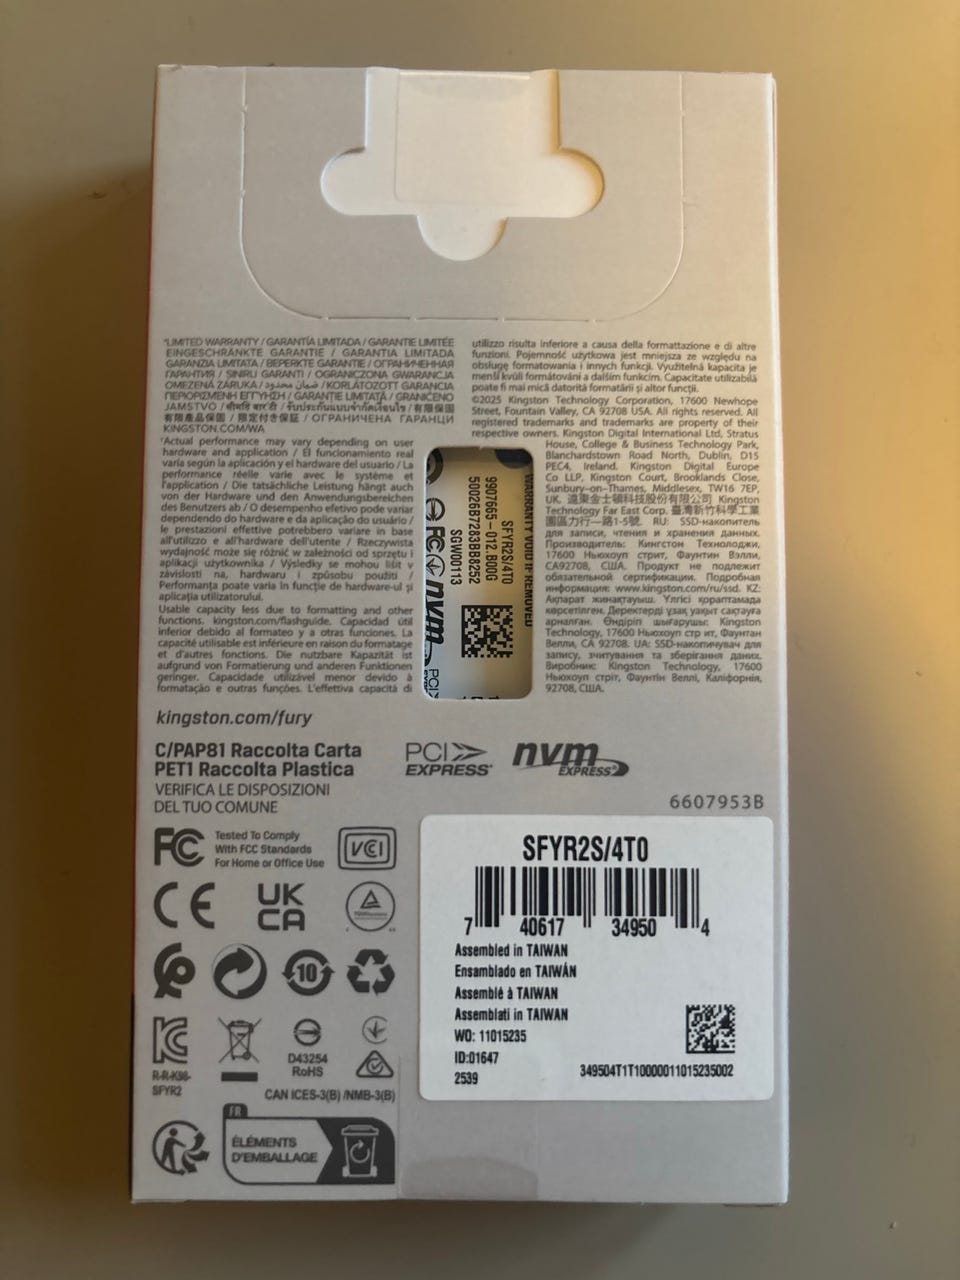 *LIMITED WARRANTY / GARANTÍA LIMITADA / GARANTIE LIMITÉE
EINGESCHRÄNKTE GARANTIE / GARANTIA LIMITADA
GARANZIA LIMITATA / BEPERKTE GARANTIE / ОГРАНИЧЕННАЯ
ГАРАНТИЯ / SINIRLI GARANTİ / OGRANICZONA GWARANCJA
OMEZENÁ ZÁRUKA / ضمان محدود / KORLÁTOZOTT GARANCIA
ΠΕΡΙΟΡΙΣΜΕΝΗ ΕΓΓΥΗΣΗ / GARANȚIE LIMITATĂ / GRANIČENO
JAMSTVO / सीमित वारंटी / รับประกันแบบจำกัดเงื่อนไข / 有限保固
有限產品保固 / 限定付き保証 / ОГРАНИЧЕНА ГАРАНЦИ
KINGSTON.COM/WA
¹Actual performance may vary depending on user
hardware and application / El funcionamiento real
varía según la aplicación y el hardware del usuario / La
performance réelle varie avec le système et
l'application / Die tatsächliche Leistung hängt auch
von der Hardware und den Anwendungsbereichen
des Benutzers ab / O desempenho efetivo pode variar
dependendo do hardware e da aplicação do usuário /
le prestazioni effettive potrebbero variare in base
all'utilizzo e all'hardware dell'utente / Rzeczywista
wydajność może się różnić w zależności od sprzętu i
aplikacji użytkownika / Výsledky se mohou lišit v
závislosti na, hardwaru i způsobu použití /
Performanța poate varia în funcție de hardware-ul și
aplicația utilizatorului.
Usable capacity less due to formatting and other
functions. kingston.com/flashguide. Capacidad útil
inferior debido al formateo y a otras funciones. La
capacité utilisable est inférieure en raison du formatage
et d'autres fonctions. Die nutzbare Kapazität ist
aufgrund von Formatierung und anderen Funktionen
geringer. Capacidade utilizável menor devido à
formatação e outras funções. L'effettiva capacità di
utilizzo risulta inferiore a causa della formattazione e di altre
funzioni. Pojemność użytkowa jest mniejsza ze względu na
obsługę formatowania i innych funkcji. Využitelná kapacita je
menší kvůli formátování a dalším funkcím. Capacitate utilizabilă
poate fi mai mică datorită formatării și altor funcții.
©2025 Kingston Technology Corporation, 17600 Newhope
Street, Fountain Valley, CA 92708 USA. All rights reserved. All
registered trademarks and trademarks are property of their
respective owners. Kingston Digital International Ltd, Stratus
House, College & Business Technology Park,
Blanchardstown Road North, Dublin, D15
PEC4, Ireland. Kingston Digital Europe
Co LLP, Kingston Court, Brooklands Close,
Sunbury-on-Thames, Middlesex, TW16 7EP,
UK. 遠東金士頓科技股份有限公司 Kingston
Technology Far East Corp. 臺灣新竹科學工業
園區力行一路1-5號. RU: SSD-накопитель
для записи, чтения и хранения данных.
Производитель: Кингстон Технолоджи,
17600 Ньюхоуп стрит, Фаунтин Вэлли,
CA92708, США. Продукт не подлежит
обязательной сертификации. Подробная
информация: www.kingston.com/ru/ssd. KZ:
Ақпарат жинақтауыш. Үлгісі қораптамада
көрсетілген. Деректерді ұзақ уақыт сақтауға
арналған. Өндіріп шығарушы: Kingston
Technology, 17600 Ньюхоуп стр ит, Фаунтан
Велли, CA 92708. UA: SSD-накопичувач для
запису, зчитування та зберігання даних.
Виробник: Kingston Technology, 17600
Ньюхоуп стріт, Фаунтін Веллі, Каліфорнія,
92708, США.
WARRANTY VOID IF REMOVED
SFYR2S/4T0
9907665-012.B00G
50026B7283BB8252
SGW00113
FC nvm
PCI
kingston.com/fury
C/PAP81 Raccolta Carta
PET1 Raccolta Plastica
VERIFICA LE DISPOSIZIONI
DEL TUO COMUNE
PCI EXPRESS®
nvm EXPRESS®
6607953B
FC
Tested To Comply
With FCC Standards
For Home or Office Use
VCCI
CE
UK
CA
10
R-R-K98-
SFYR2
D43254
RoHS
CAN ICES-3(B) /NMB-3(B)
FR
ÉLÉMENTS
D'EMBALLAGE
SFYR2S/4T0
7 40617 34950 4
Assembled in TAIWAN
Ensamblado en TAIWÁN
Assemblé à TAIWAN
Assemblati in TAIWAN
WO: 11015235
ID:01647
2539
349504T1T10000011015235002